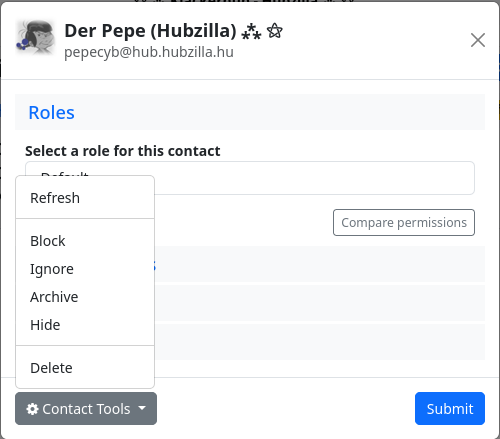 Der Pepe (Hubzilla)
pepecyb@hub.hubzilla.hu
Roles
Select a role for this contact
Default
Refresh
Compare permissions
Block
Ignore
Archive
Hide
Delete
Contact Tools
Submit